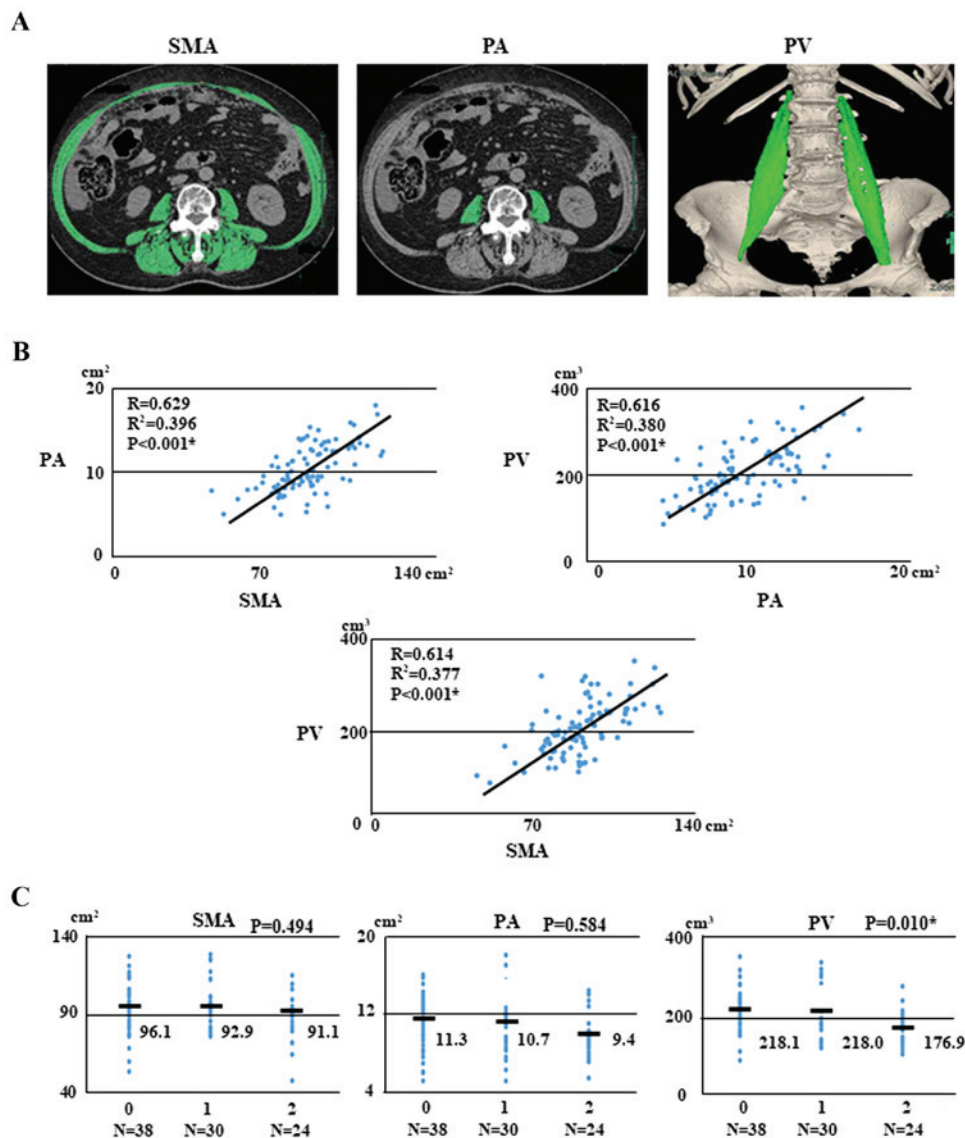 A
SMA PA PV
B
cm²
20
R=0.629
R²=0.396
P<0.001*
PA
10
0
0 70 140 cm²
SMA
cm³
400
R=0.616
R²=0.380
P<0.001*
PV
200
0
0 10 20 cm²
PA
cm³
400
R=0.614
R²=0.377
P<0.001*
PV
200
0
0 70 140 cm²
SMA
C
cm²
SMA
P=0.494
140
90
96.1 92.9 91.1
40
0 1 2
N=38 N=30 N=24
cm²
PA
P=0.584
20
12
11.3 10.7 9.4
4
0 1 2
N=38 N=30 N=24
cm³
PV
P=0.010*
400
200
218.1 218.0 176.9
0
0 1 2
N=38 N=30 N=24